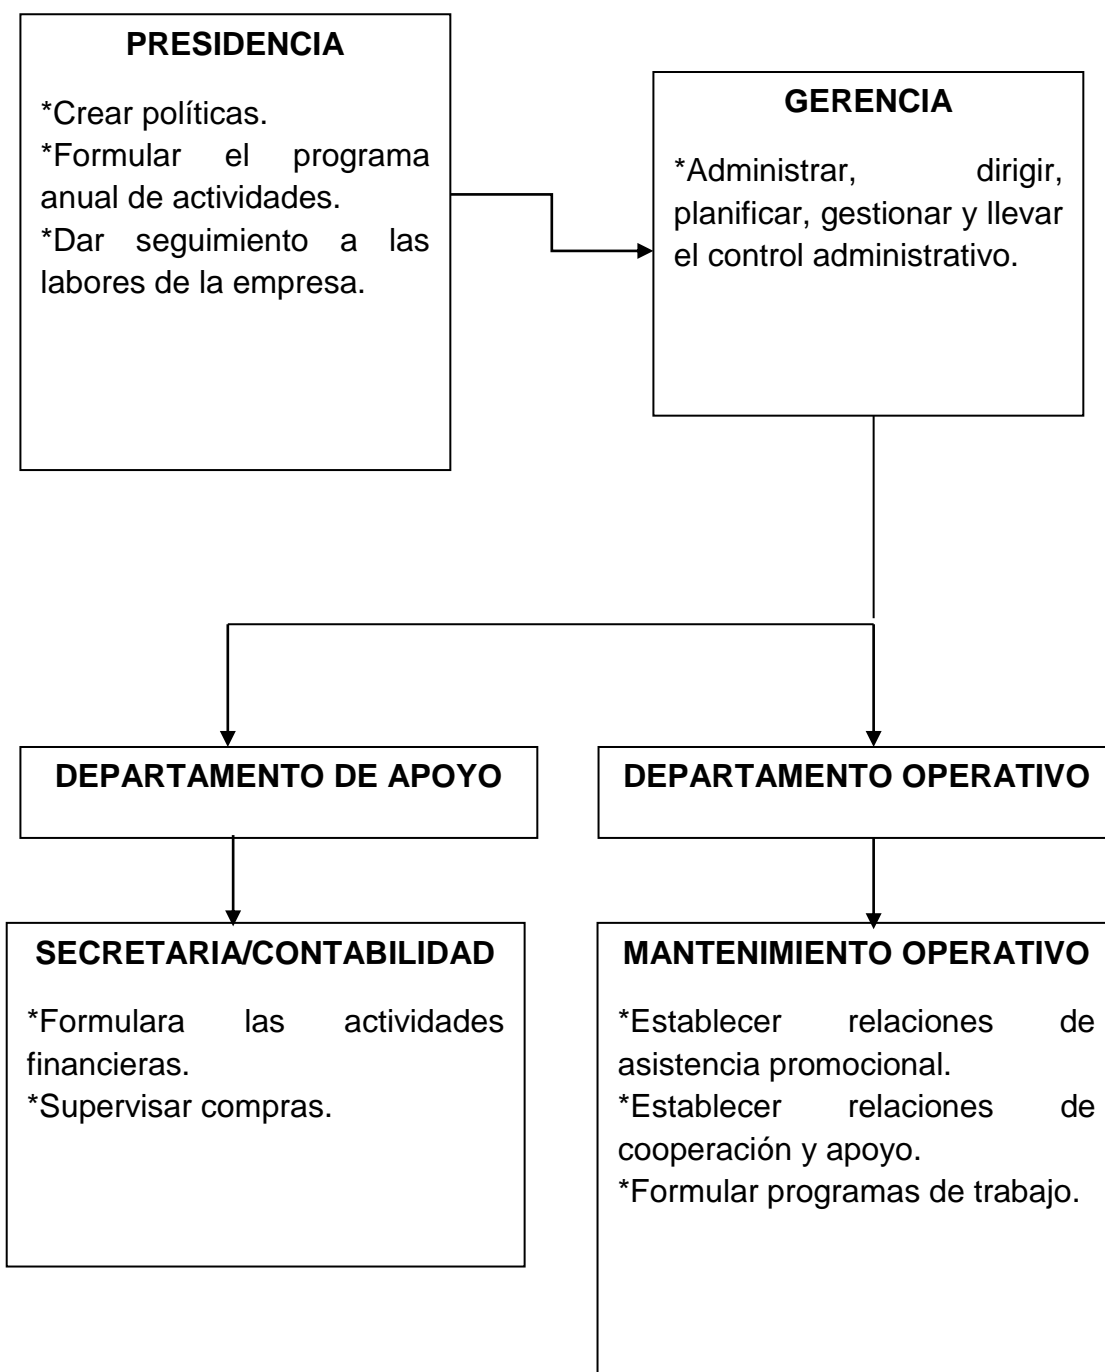 PRESIDENCIA
*Crear políticas.
*Formular el programa
anual de actividades.
*Dar seguimiento a las
labores de la empresa.
GERENCIA
*Administrar, dirigir,
planificar, gestionar y llevar
el control administrativo.
DEPARTAMENTO DE APOYO
DEPARTAMENTO OPERATIVO
SECRETARIA/CONTABILIDAD
*Formulara las actividades
financieras.
*Supervisar compras.
MANTENIMIENTO OPERATIVO
*Establecer relaciones de
asistencia promocional.
*Establecer relaciones de
cooperación y apoyo.
*Formular programas de trabajo.